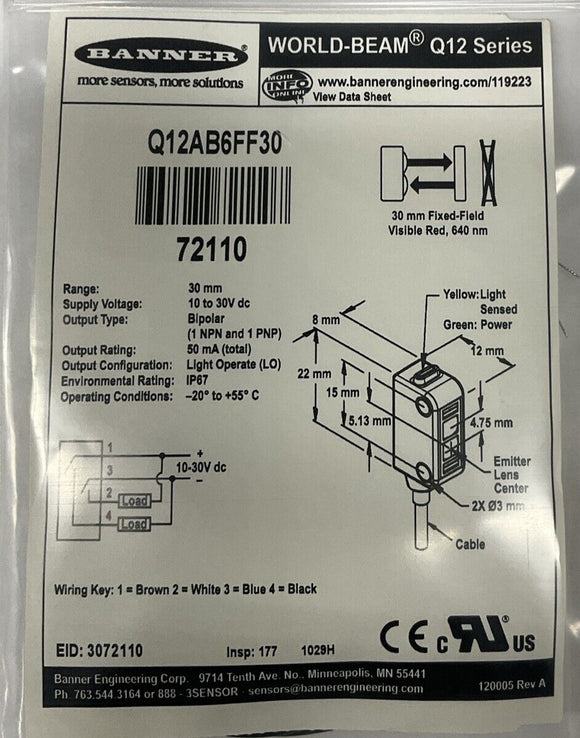 BANNER
more sensors, more solutions
WORLD-BEAM® Q12 Series
MORE
INFO
ONLINE
www.bannerengineering.com/119223
View Data Sheet
Q12AB6FF30
72110
30 mm Fixed-Field
Visible Red, 640 nm
Range: 30 mm
Supply Voltage: 10 to 30V dc
Output Type: Bipolar
(1 NPN and 1 PNP)
Output Rating: 50 mA (total)
Output Configuration: Light Operate (LO)
Environmental Rating: IP67
Operating Conditions: –20° to +55° C
Yellow: Light
Sensed
Green: Power
8 mm
12 mm
22 mm
15 mm
5.13 mm
4.75 mm
Emitter
Lens
Center
2X Ø3 mm
Cable
1
+
3
10-30V dc
–
2
Load
4
Load
Wiring Key: 1 = Brown 2 = White 3 = Blue 4 = Black
EID: 3072110 Insp: 177 1029H
CE c RU ® US
Banner Engineering Corp. 9714 Tenth Ave. No., Minneapolis, MN 55441
Ph. 763.544.3164 or 888 - 3SENSOR · sensors@bannerengineering.com
120005 Rev A